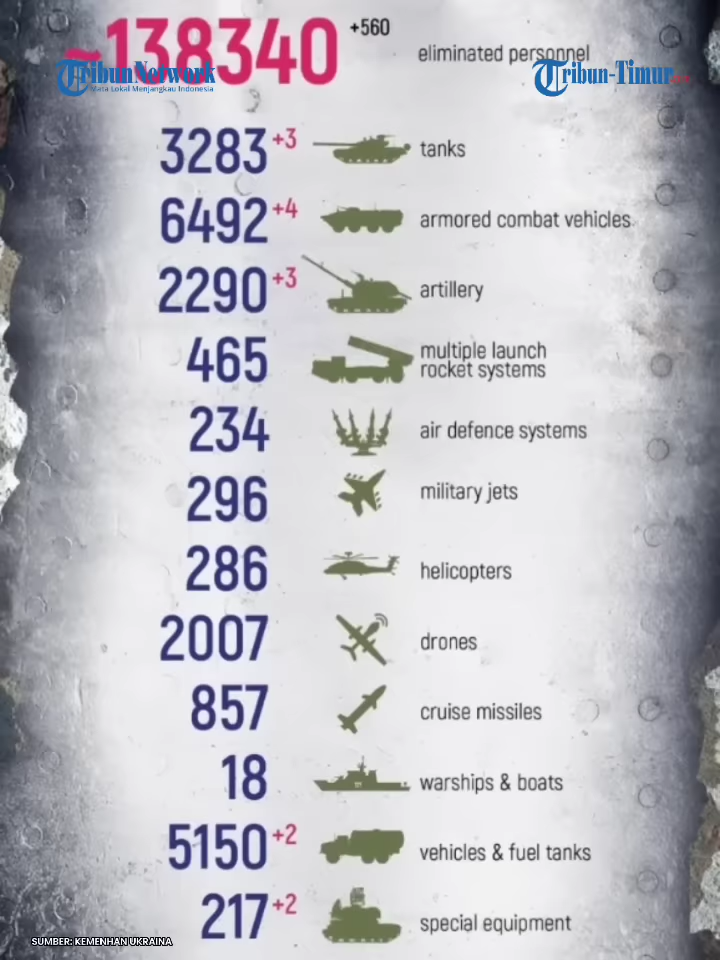 ~138340 +560 eliminated personnel
TribunNetwork
Mata Lokal Menjangkau Indonesia
Tribun-Timur.com
3283 +3 tanks
6492 +4 armored combat vehicles
2290 +3 artillery
465 multiple launch
rocket systems
234 air defence systems
296 military jets
286 helicopters
2007 drones
857 cruise missiles
18 warships & boats
5150 +2 vehicles & fuel tanks
217 +2 special equipment
SUMBER: KEMENHAN UKRAINA